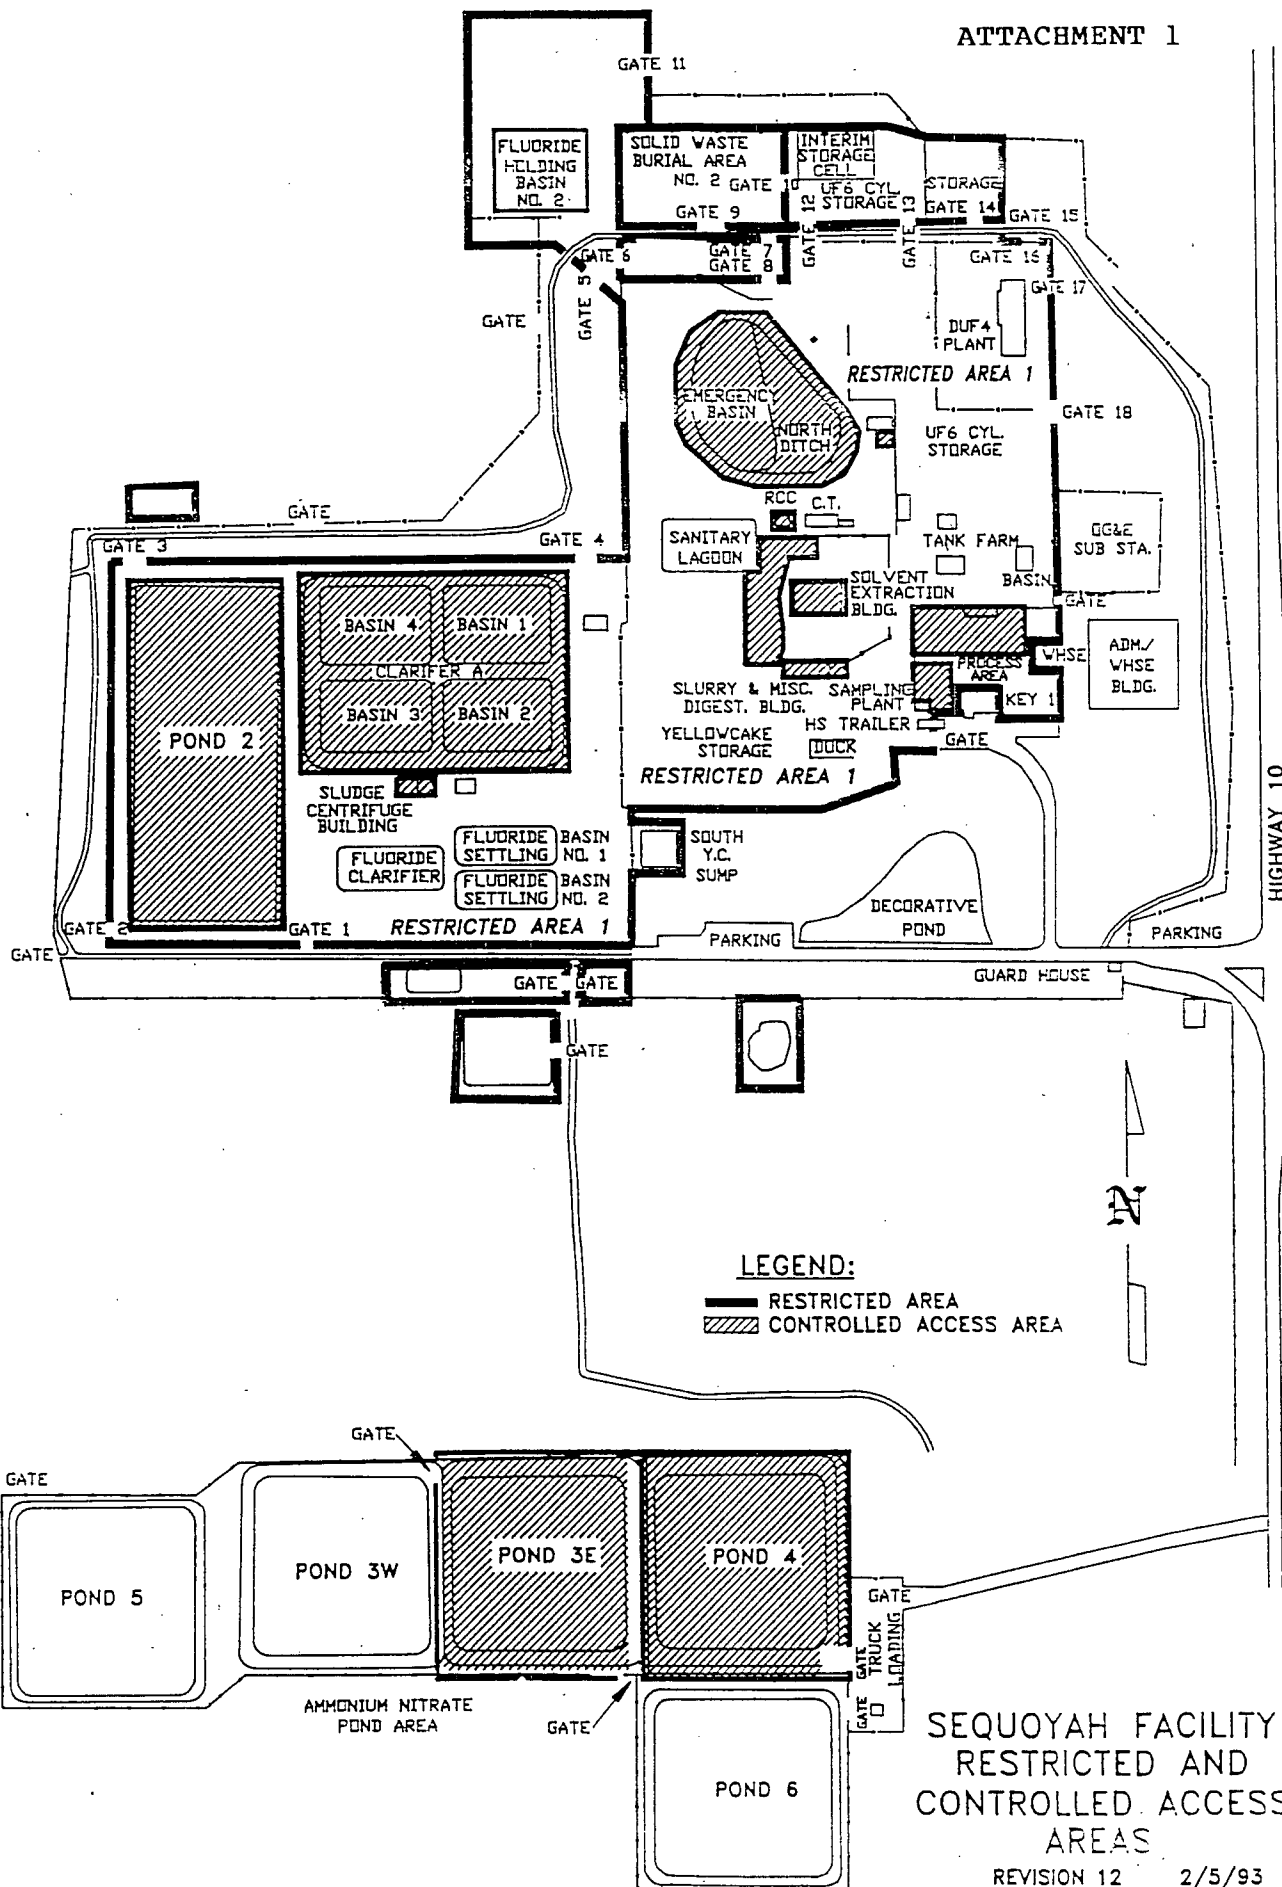 ATTACHMENT 1
GATE 11
FLUORIDE
HOLDING
BASIN
NO. 2
SOLID WASTE
BURIAL AREA
NO. 2
GATE 1
INTERIM
STORAGE
CELL
UF6 CYL.
STORAGE
STORAGE
GATE 9
GATE 12
GATE 13
GATE 14
GATE 15
GATE 6
GATE 7
GATE 8
GATE 16
GATE 5
GATE 17
GATE
DUF4
PLANT
RESTRICTED AREA 1
EMERGENCY
BASIN
NORTH
DITCH
GATE 18
UF6 CYL.
STORAGE
RCC
C.T.
GATE
GATE 3
GATE 4
SANITARY
LAGOON
TANK FARM
OG&E
SUB STA.
BASIN
SOLVENT
EXTRACTION
BLDG.
GATE
BASIN 4
BASIN 1
CLARIFER A
BASIN 3
BASIN 2
POND 2
PROCESS
AREA
WHSE
ADM./
WHSE
BLDG.
SLURRY & MISC.
DIGEST. BLDG.
SAMPLING
PLANT
KEY 1
HS TRAILER
YELLOWCAKE
STORAGE
DOCK
GATE
RESTRICTED AREA 1
HIGHWAY 10
SLUDGE
CENTRIFUGE
BUILDING
FLUORIDE
SETTLING
BASIN
NO. 1
FLUORIDE
CLARIFIER
FLUORIDE
SETTLING
BASIN
NO. 2
SOUTH
Y.C.
SUMP
DECORATIVE
POND
GATE 2
GATE 1
RESTRICTED AREA 1
PARKING
PARKING
GATE
GATE
GATE
GUARD HOUSE
GATE
N
LEGEND:
RESTRICTED AREA
CONTROLLED ACCESS AREA
GATE
GATE
POND 5
POND 3W
POND 3E
POND 4
GATE
GATE
TRUCK
LOADING
GATE
AMMONIUM NITRATE
POND AREA
GATE
POND 6
SEQUOYAH FACILITY
RESTRICTED AND
CONTROLLED ACCESS
AREAS
REVISION 12 2/5/93